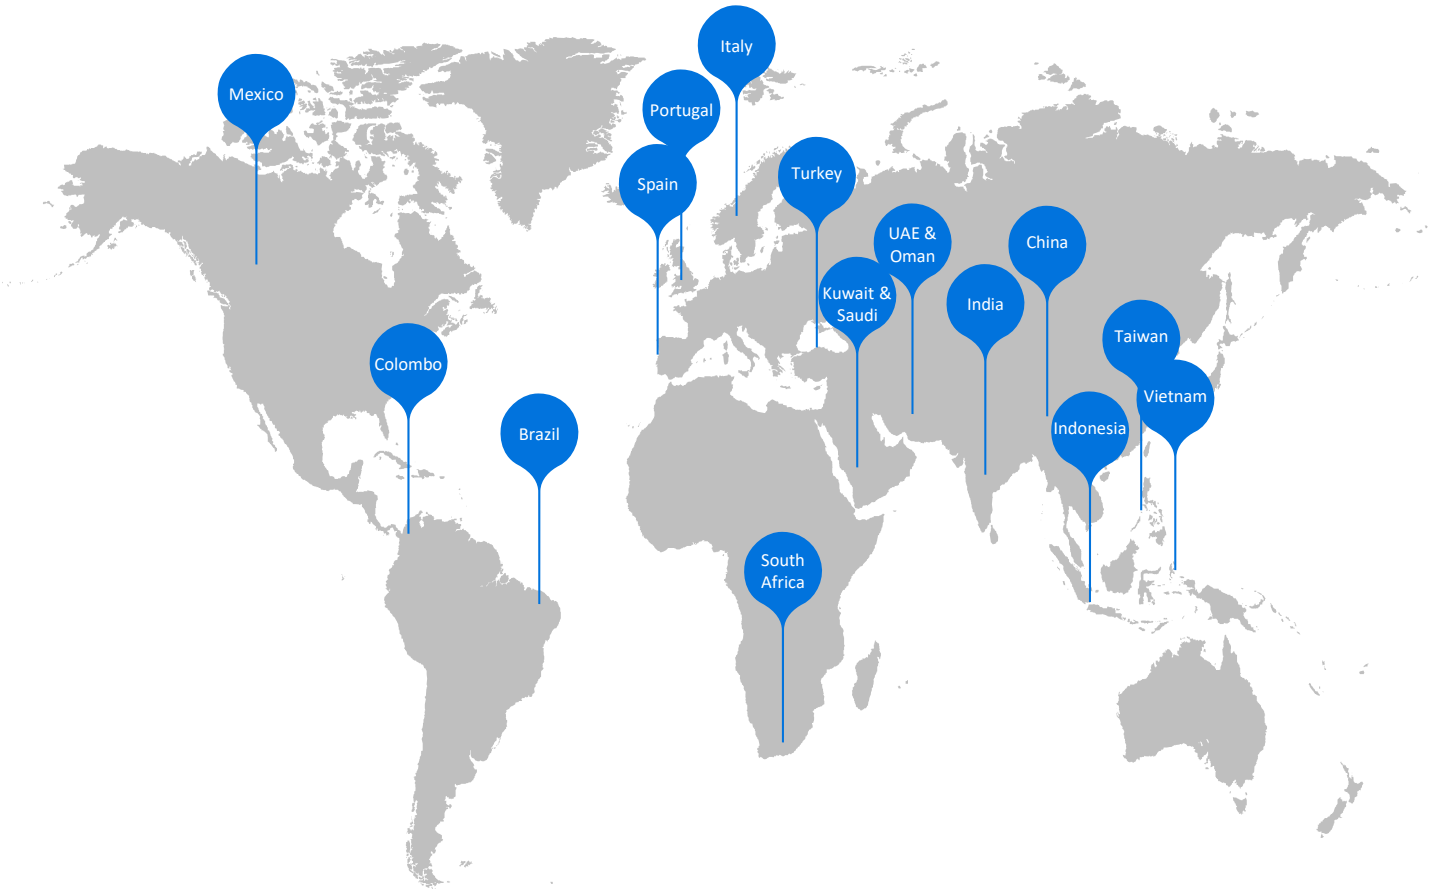 Italy
Mexico
Portugal
Turkey
Spain
UAE &
Oman
China
Kuwait &
Saudi
India
Taiwan
Colombo
Vietnam
Indonesia
Brazil
South
Africa